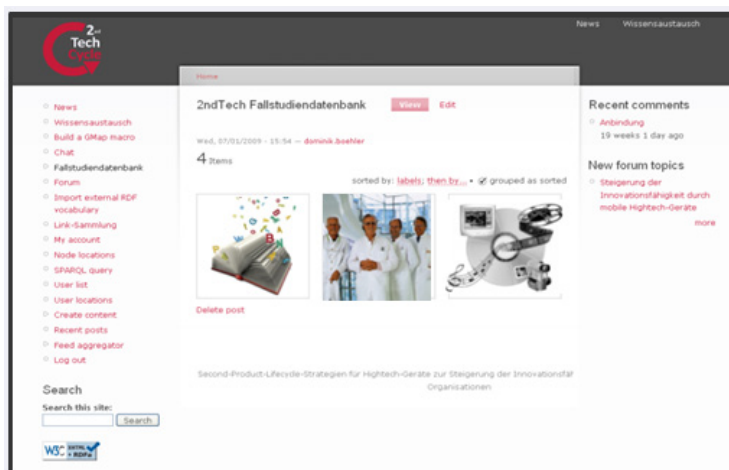 2nd
Tech
Cycle
News Wissensaustausch
Home
2ndTech Fallstudiendatenbank View Edit
Wed, 07/01/2009 - 15:54 — dominik.boehler
4 Items
sorted by: labels; then by... • grouped as sorted
Delete post
Second-Product-Lifecycle-Strategien für Hightech-Geräte zur Steigerung der Innovationsfäf
Organisationen
News
Wissensaustausch
Build a GMap macro
Chat
Fallstudiendatenbank
Forum
Import external RDF
vocabulary
Link-Sammlung
My account
Node locations
SPARQL query
User list
User locations
Create content
Recent posts
Feed aggregator
Log out
Search
Search this site:
Search
W3C XHTML + RDFa
Recent comments
Anbindung
19 weeks 1 day ago
New forum topics
Steigerung der
Innovationsfähigkeit durch
mobile Hightech-Geräte
more